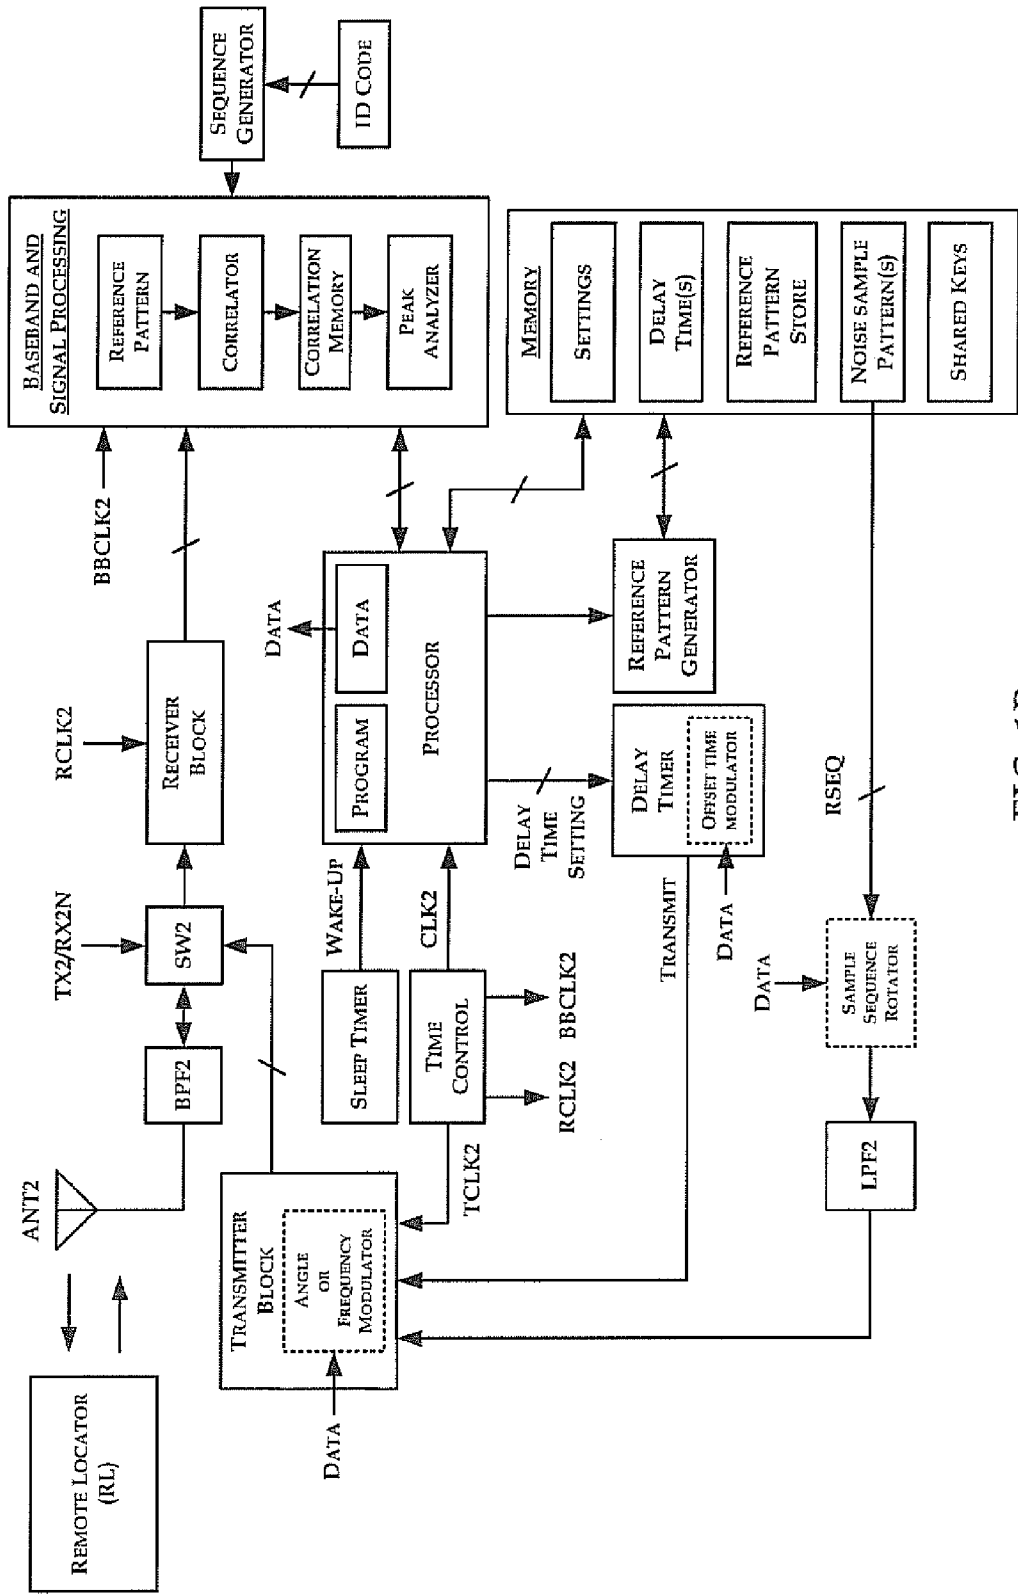 REMOTE LOCATOR
(RL)
ANT2
BPF2
TX2/RX2N
SW2
RCLK2
RECEIVER
BLOCK
BBCLK2
BASEBAND AND
SIGNAL PROCESSING
REFERENCE
PATTERN
CORRELATOR
CORRELATION
MEMORY
PEAK
ANALYZER
SEQUENCE
GENERATOR
ID CODE
TRANSMITTER
BLOCK
ANGLE
OR
FREQUENCY
MODULATOR
DATA
SLEEP TIMER
WAKE-UP
TIME
CONTROL
CLK2
TCLK2
RCLK2
BBCLK2
PROGRAM
DATA
PROCESSOR
DATA
DELAY
TIME
SETTING
DELAY
TIMER
OFFSET TIME
MODULATOR
DATA
TRANSMIT
REFERENCE
PATTERN
GENERATOR
MEMORY
SETTINGS
DELAY
TIME(S)
REFERENCE
PATTERN
STORE
NOISE SAMPLE
PATTERN(S)
SHARED KEYS
RSEQ
DATA
SAMPLE
SEQUENCE
ROTATOR
LPF2